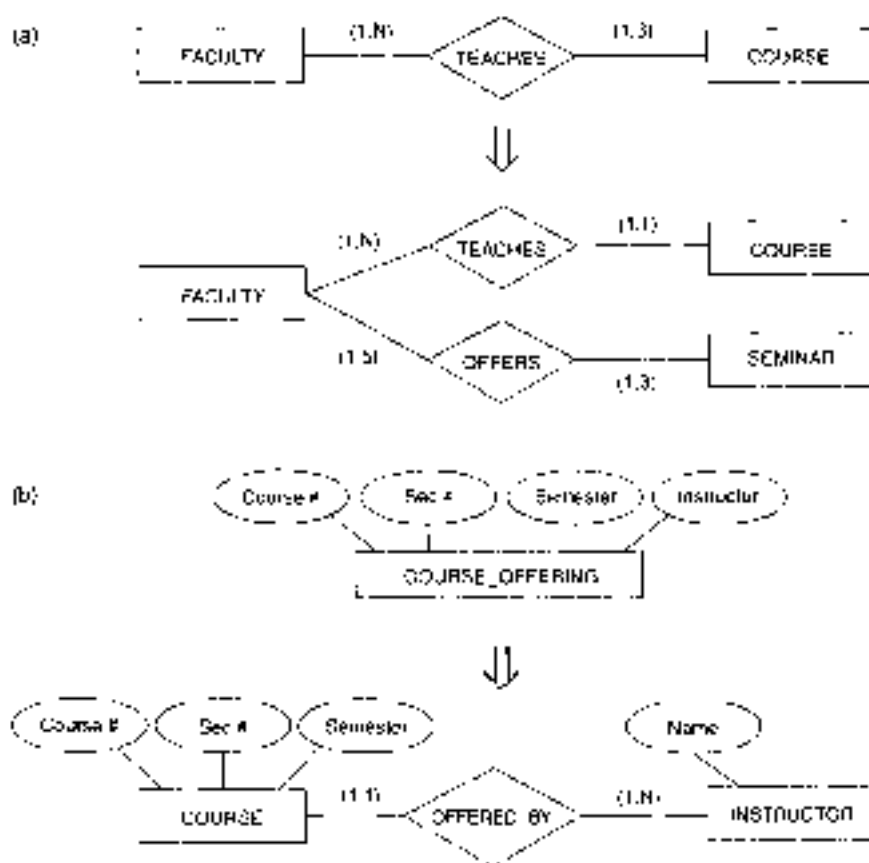 (a)
(1,N) (1,3)
FACULTY TEACHES COURSE
(1,N) (1,1)
TEACHES COURSE
FACULTY
(1,5) OFFERS SEMINAR
(1,3)
(b)
Course # Sec # Semester Instructor
COURSE_OFFERING
Course # Sec # Semester Name
(1,1) (1,N)
COURSE OFFERED_BY INSTRUCTOR